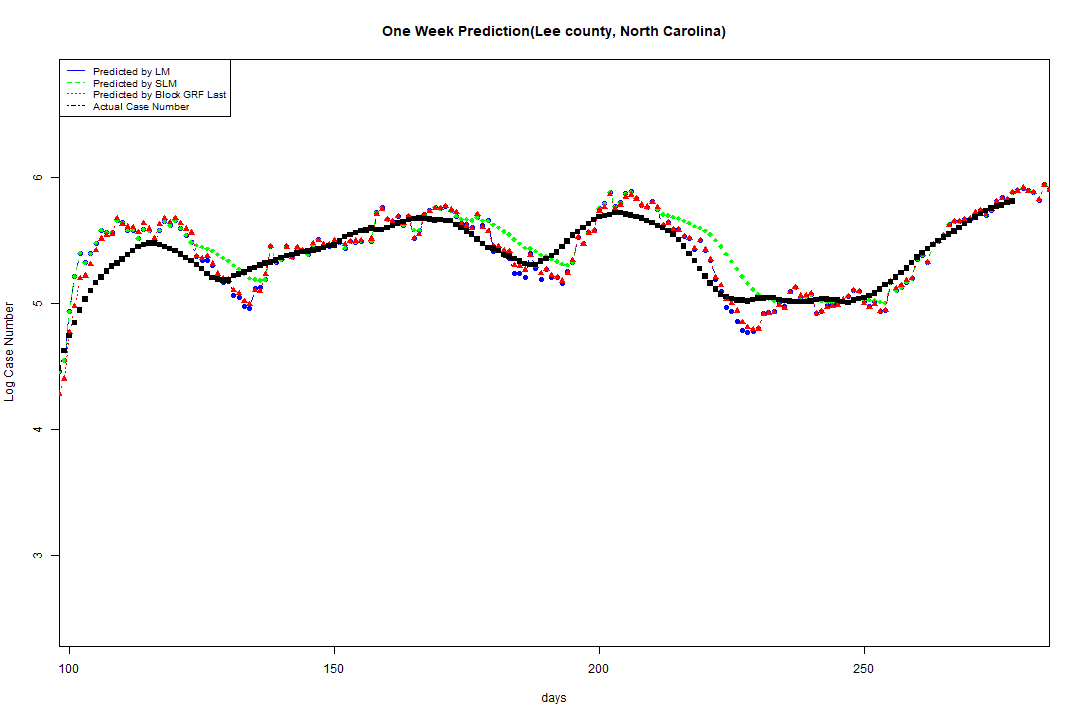 One Week Prediction(Lee county, North Carolina)
Predicted by LM
Predicted by SLM
Predicted by Block GRF Last
Actual Case Number
6
5
4
3
Log Case Number
100 150 200 250
days